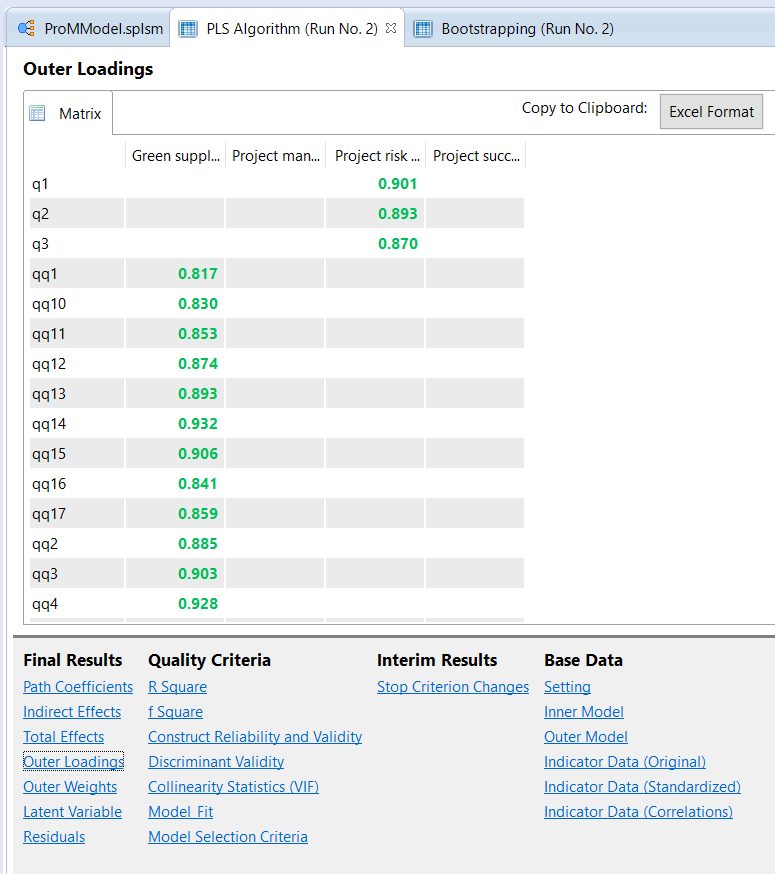 ProMModel.splsm PLS Algorithm (Run No. 2) Bootstrapping (Run No. 2)
Outer Loadings
Matrix Copy to Clipboard: Excel Format
Green suppl... Project man... Project risk ... Project succ...
q1 0.901
q2 0.893
q3 0.870
qq1 0.817
qq10 0.830
qq11 0.853
qq12 0.874
qq13 0.893
qq14 0.932
qq15 0.906
qq16 0.841
qq17 0.859
qq2 0.885
qq3 0.903
qq4 0.928
Final Results Quality Criteria Interim Results Base Data
Path Coefficients R Square Stop Criterion Changes Setting
Indirect Effects f Square Inner Model
Total Effects Construct Reliability and Validity Outer Model
Outer Loadings Discriminant Validity Indicator Data (Original)
Outer Weights Collinearity Statistics (VIF) Indicator Data (Standardized)
Latent Variable Model_Fit Indicator Data (Correlations)
Residuals Model Selection Criteria